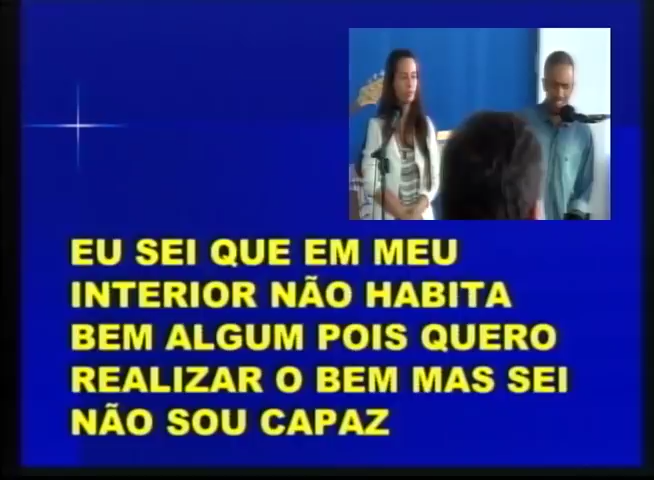 EU SEI QUE EM MEU
INTERIOR NÃO HABITA
BEM ALGUM POIS QUERO
REALIZAR O BEM MAS SEI
NÃO SOU CAPAZ